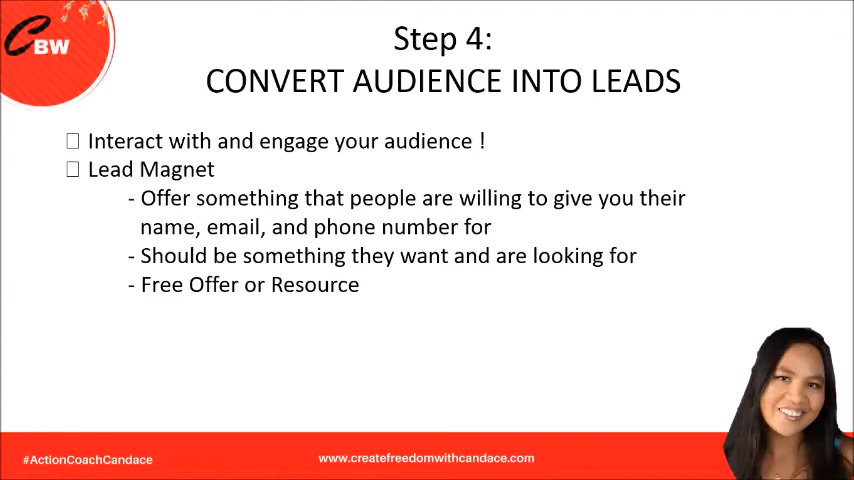 CBW
Step 4:
CONVERT AUDIENCE INTO LEADS
Interact with and engage your audience !
Lead Magnet
- Offer something that people are willing to give you their
name, email, and phone number for
- Should be something they want and are looking for
- Free Offer or Resource
#ActionCoachCandace
www.createfreedomwithcandace.com